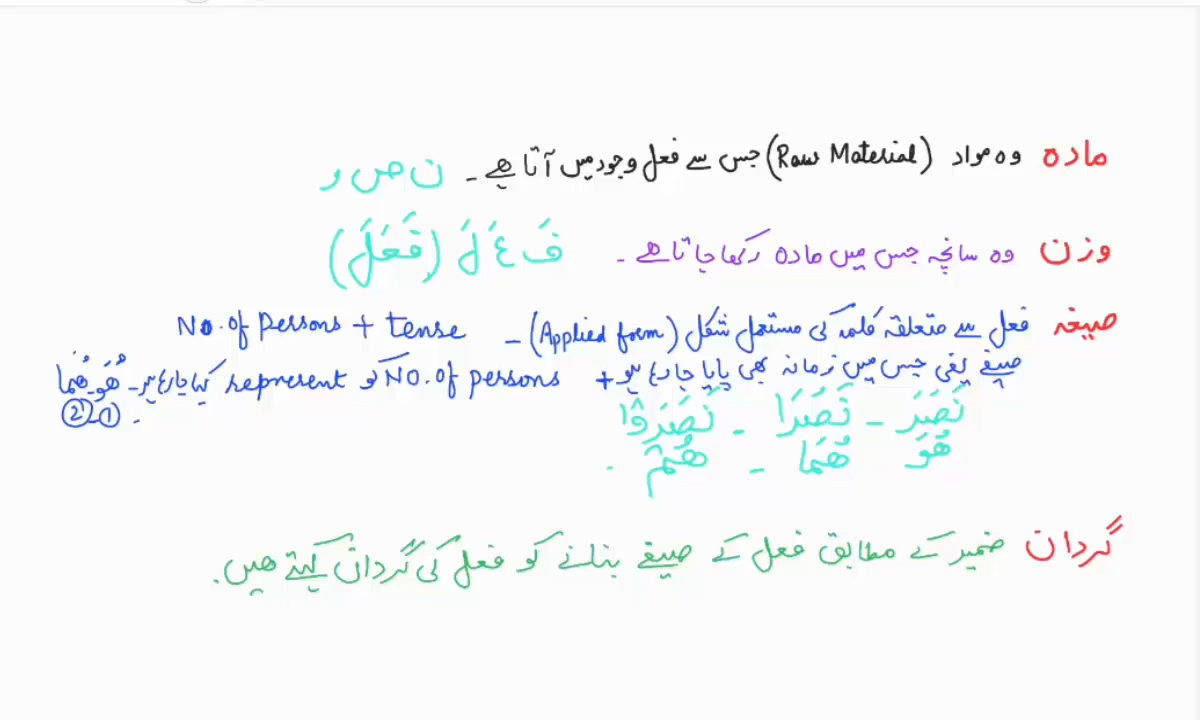 مادہ وہ مواد (Raw Material) جس سے فعل وجود میں آتا ہے ۔ ن ص ر
وزن وہ سانچہ جس میں مادہ رکھا جاتا ہے ۔ فَ عَ لَ (فَعَلَ)
صیغہ فعل سے متعلقہ کلمہ کی مستعمل شکل (Applied form) _ No.of persons + tense
صیغے یعنی جس میں زمانہ بھی پایا جا رہا ہو + No.of persons کو represent کیا جا رہا ہو ۔ ھُوَ ۔ ھُمَا
① ۔ ② ۔
نَصَرَ ۔ نَصَرَا ۔ نَصَرُوْا
ھُوَ ھُمَا ۔ ھُمْ ۔
گردان ضمیر کے مطابق فعل کے صیغے بنانے کو فعل کی گردان کہتے ھیں ۔